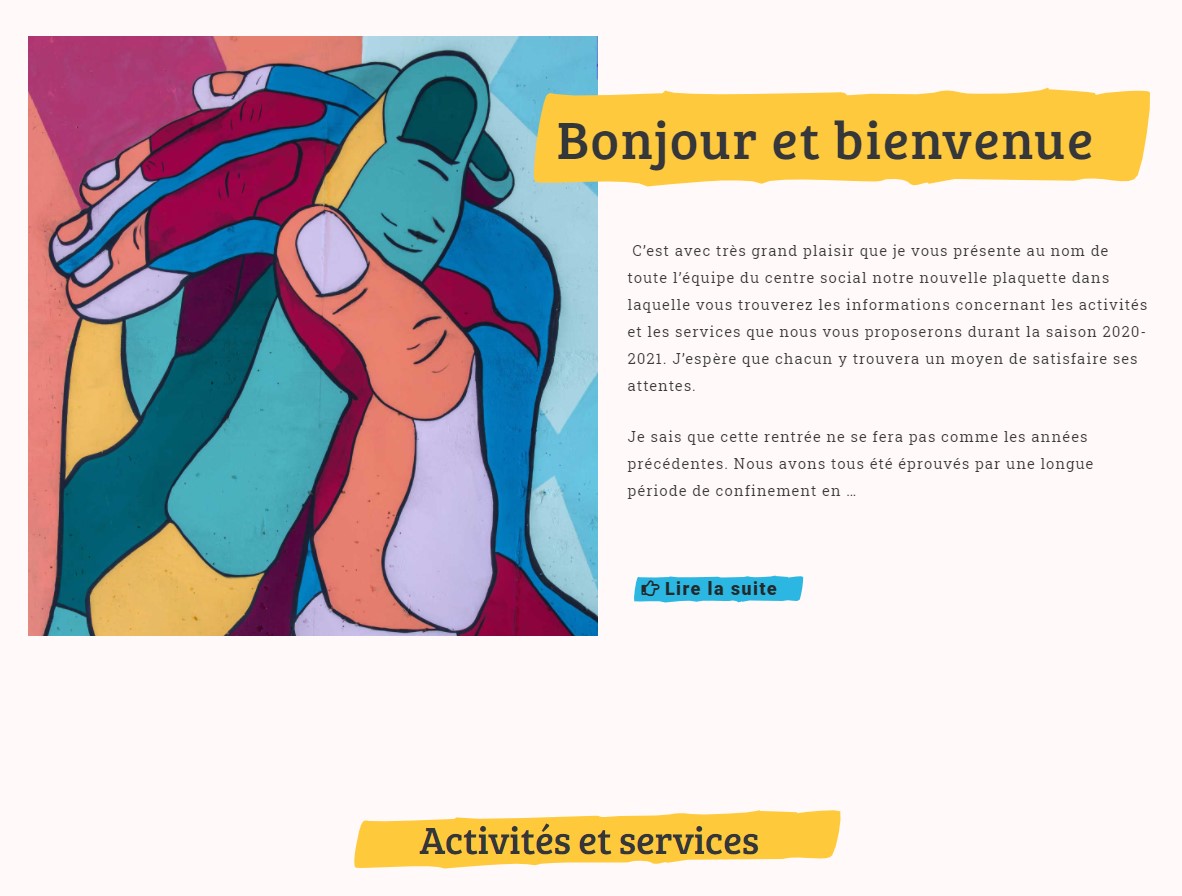 Bonjour et bienvenue
C’est avec très grand plaisir que je vous présente au nom de
toute l’équipe du centre social notre nouvelle plaquette dans
laquelle vous trouverez les informations concernant les activités
et les services que nous vous proposerons durant la saison 2020-
2021. J’espère que chacun y trouvera un moyen de satisfaire ses
attentes.
Je sais que cette rentrée ne se fera pas comme les années
précédentes. Nous avons tous été éprouvés par une longue
période de confinement en …
Lire la suite
Activités et services